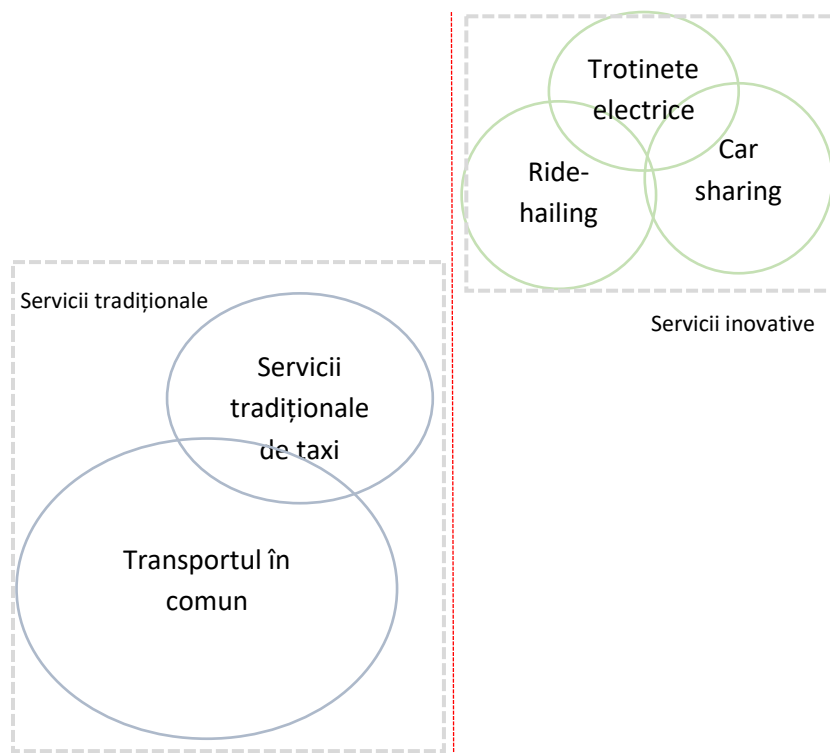 Trotinete
electrice
Car
sharing
Ride-
hailing
Servicii inovative
Servicii tradiționale
Servicii
tradiționale
de taxi
Transportul în
comun